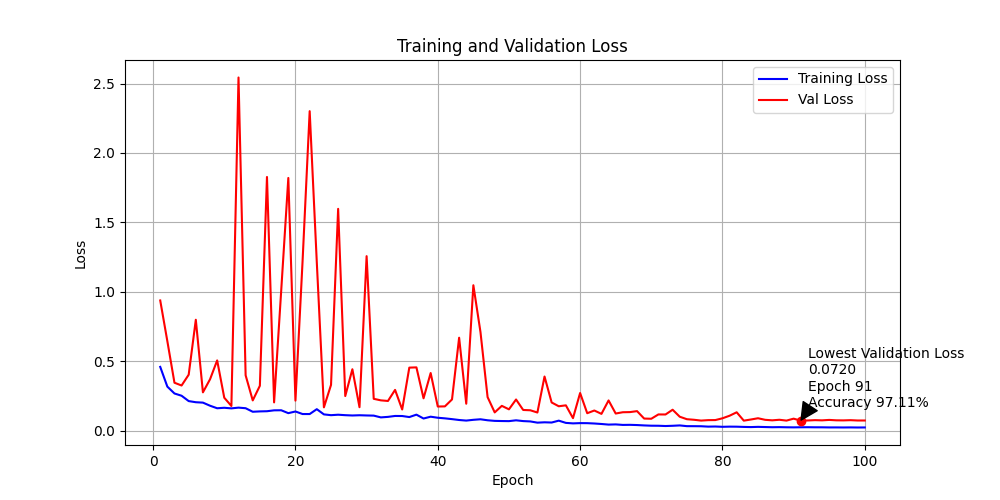 Training and Validation Loss
Training Loss
Val Loss
Loss
2.5
2.0
1.5
1.0
0.5
0.0
Lowest Validation Loss
0.0720
Epoch 91
Accuracy 97.11%
0
20
40
60
80
100
Epoch